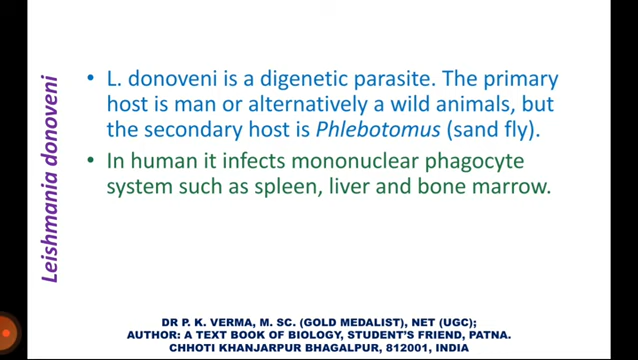 Leishmania donoveni
• L. donoveni is a digenetic parasite. The primary
host is man or alternatively a wild animals, but
the secondary host is Phlebotomus (sand fly).
• In human it infects mononuclear phagocyte
system such as spleen, liver and bone marrow.
DR P. K. VERMA, M. SC. (GOLD MEDALIST), NET (UGC);
AUTHOR: A TEXT BOOK OF BIOLOGY, STUDENT'S FRIEND, PATNA.
CHHOTI KHANJARPUR BHAGALPUR, 812001, INDIA